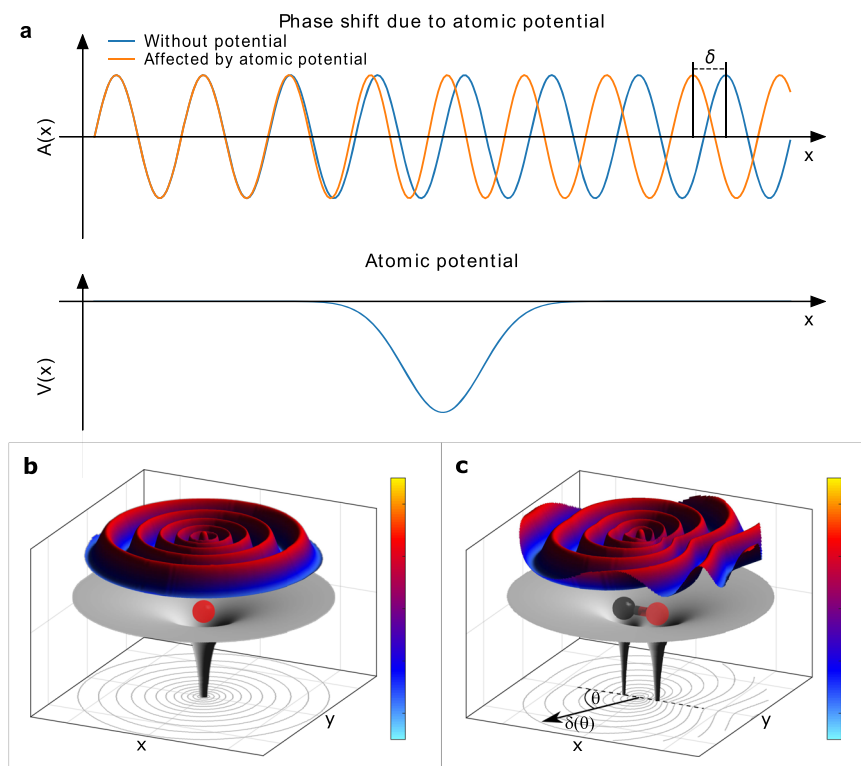 a
Phase shift due to atomic potential
Without potential
Affected by atomic potential
δ
A(x)
x
Atomic potential
x
V(x)
b
x
y
c
θ
δ(θ)
x
y